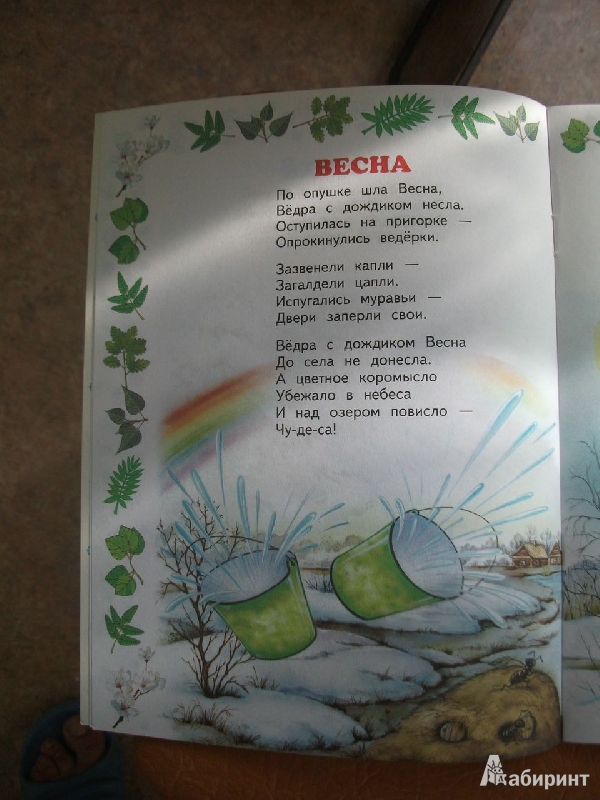 ВЕСНА
По опушке шла Весна,
Вёдра с дождиком несла.
Оступилась на пригорке —
Опрокинулись ведёрки.
Зазвенели капли —
Загалдели цапли.
Испугались муравьи —
Двери заперли свои.
Вёдра с дождиком Весна
До села не донесла.
А цветное коромысло
Убежало в небеса
И над озером повисло —
Чу-де-са!
Лабиринт